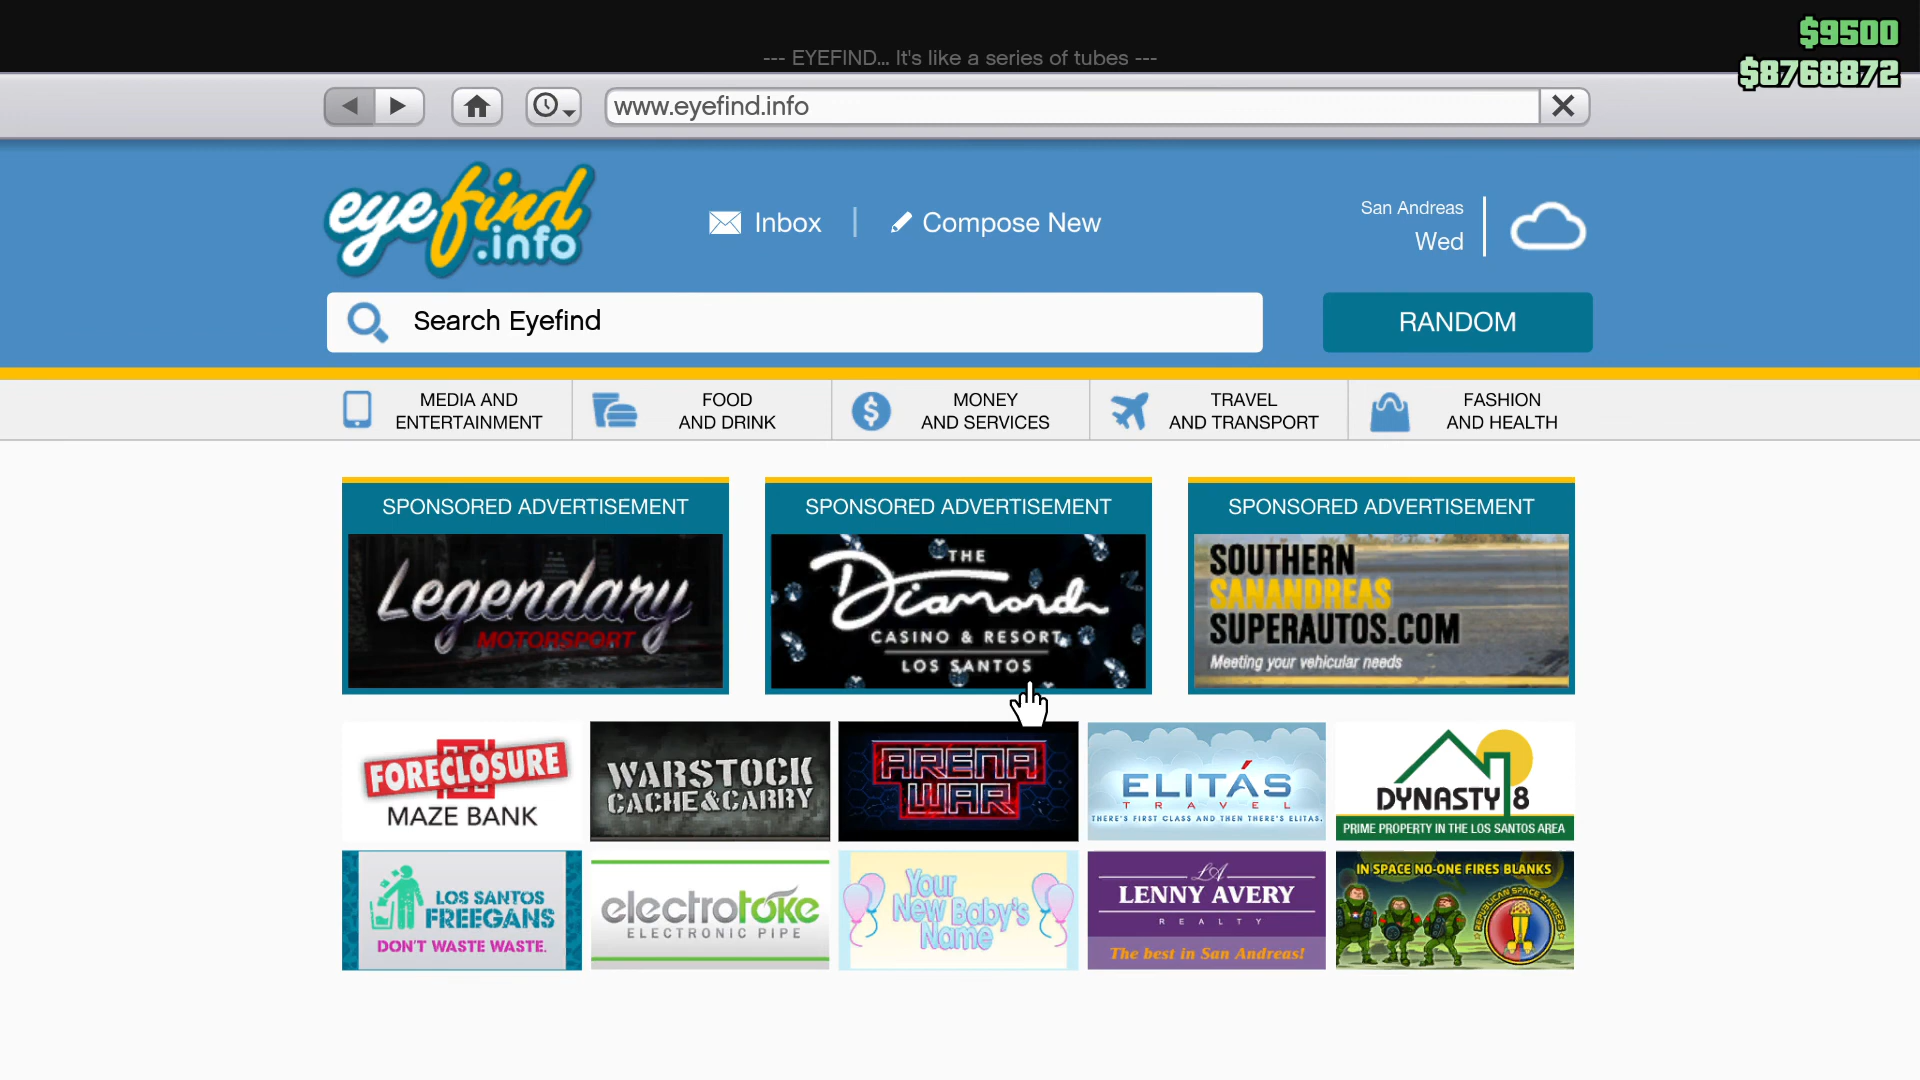 $9500
--- EYEFIND... It's like a series of tubes ---
$8768872
www.eyefind.info
eyefind
.info
Inbox
Compose New
San Andreas
Wed
Search Eyefind
RANDOM
MEDIA AND
ENTERTAINMENT
FOOD
AND DRINK
MONEY
AND SERVICES
TRAVEL
AND TRANSPORT
FASHION
AND HEALTH
SPONSORED ADVERTISEMENT
Legendary
MOTORSPORT
SPONSORED ADVERTISEMENT
THE
Diamond
CASINO & RESORT
LOS SANTOS
SPONSORED ADVERTISEMENT
SOUTHERN
SANANDREAS
SUPERAUTOS.COM
Meeting your vehicular needs
FORECLOSURE
MAZE BANK
WARSTOCK
CACHE&CARRY
ARENA
WAR
ELITÁS
TRAVEL
THERE'S FIRST CLASS AND THEN THERE'S ELITAS.
DYNASTY 8
PRIME PROPERTY IN THE LOS SANTOS AREA
LOS SANTOS
FREEGANS
DON'T WASTE WASTE.
electrotoke
ELECTRONIC PIPE
Your
New Baby's
Name
LA
LENNY AVERY
REALTY
The best in San Andreas!
IN SPACE NO-ONE FIRES BLANKS
REPUBLICAN SPACE RANGERS